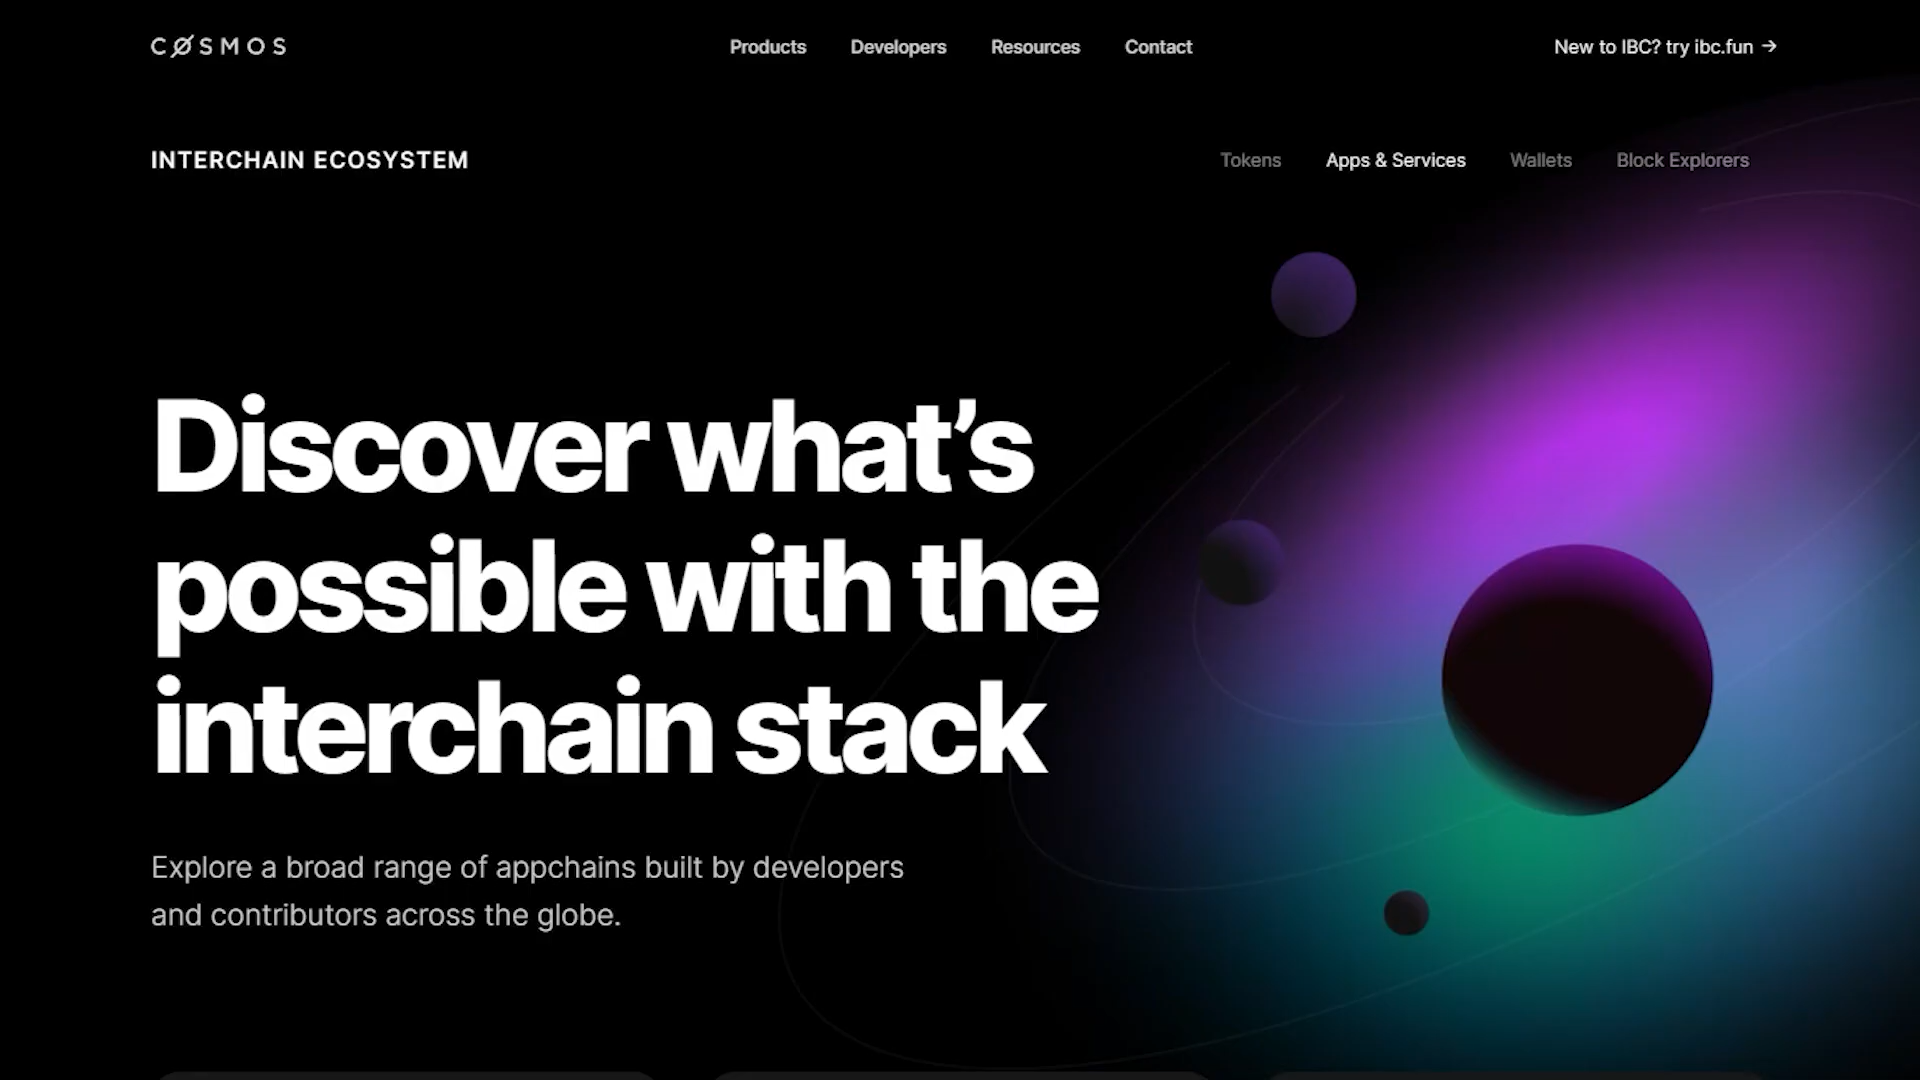 CØSMOS
Products Developers Resources Contact
New to IBC? try ibc.fun →
INTERCHAIN ECOSYSTEM
Tokens Apps & Services Wallets Block Explorers
Discover what’s
possible with the
interchain stack
Explore a broad range of appchains built by developers
and contributors across the globe.